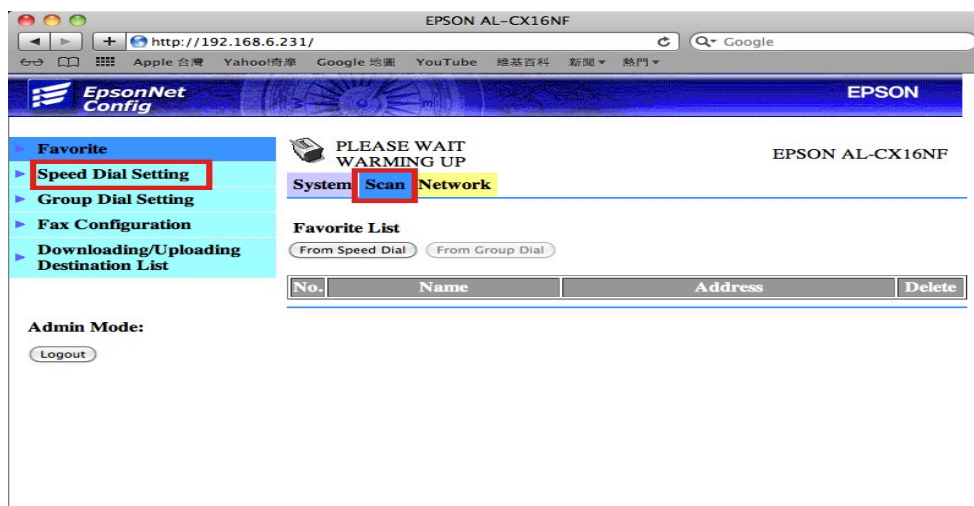 EPSON AL-CX16NF
http://192.168.6.231/
Google
Apple 台灣 Yahoo!奇摩 Google 地圖 YouTube 維基百科 新聞 熱門
EpsonNet
Config
EPSON
Favorite
Speed Dial Setting
Group Dial Setting
Fax Configuration
Downloading/Uploading
Destination List
Admin Mode:
Logout
PLEASE WAIT
WARMING UP
EPSON AL-CX16NF
System Scan Network
Favorite List
From Speed Dial From Group Dial
No. Name Address Delete